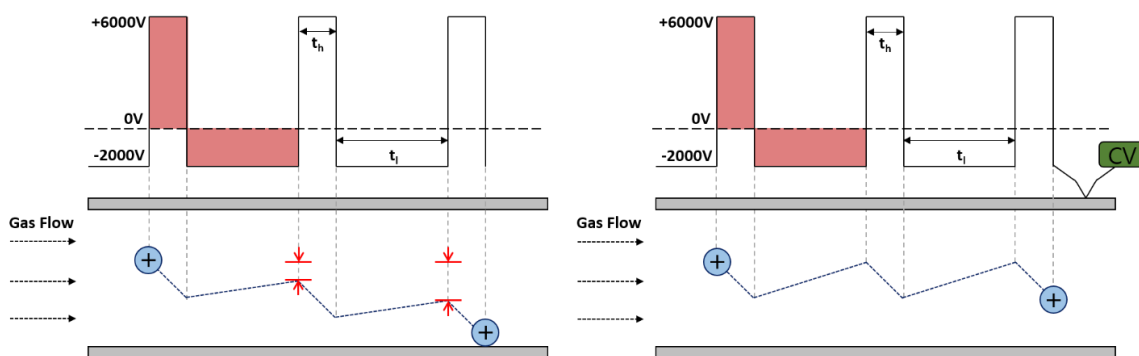 +6000V
t_h
0V
-2000V
t_l
Gas Flow
+
+
+6000V
t_h
0V
-2000V
t_l
CV
Gas Flow
+
+